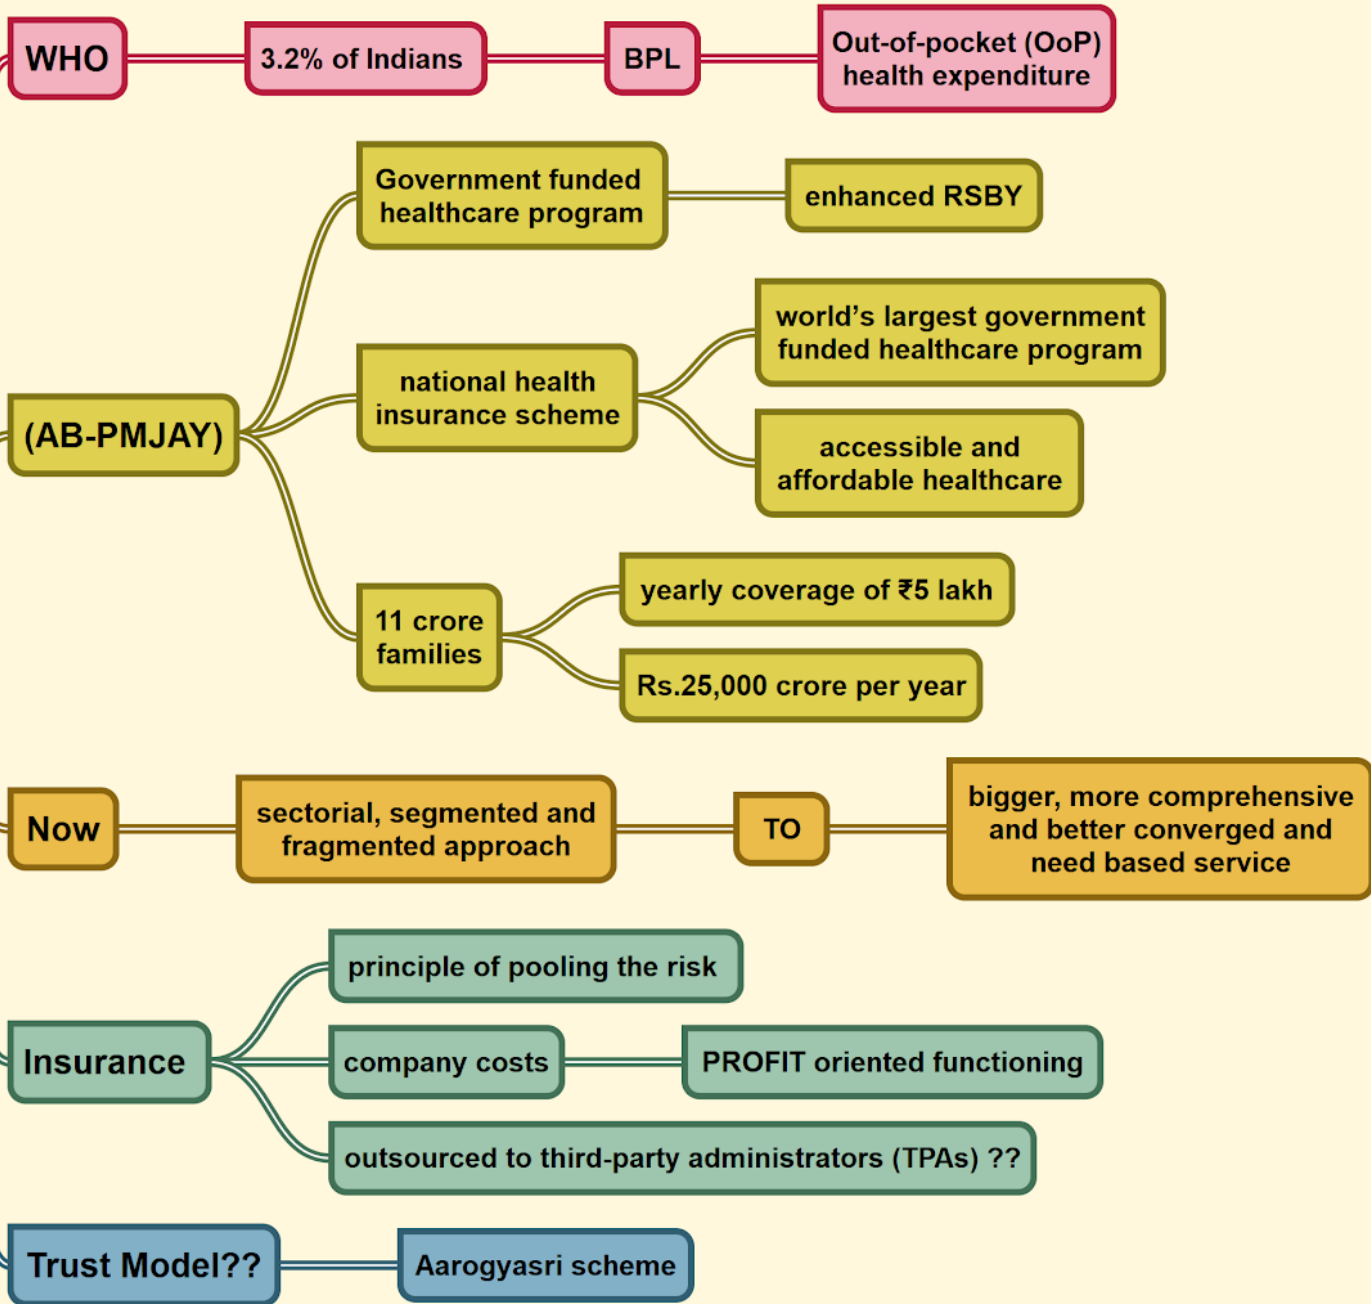 WHO
3.2% of Indians
BPL
Out-of-pocket (OoP)
health expenditure
(AB-PMJAY)
Government funded
healthcare program
enhanced RSBY
national health
insurance scheme
world’s largest government
funded healthcare program
accessible and
affordable healthcare
11 crore
families
yearly coverage of ₹5 lakh
Rs.25,000 crore per year
Now
sectorial, segmented and
fragmented approach
TO
bigger, more comprehensive
and better converged and
need based service
Insurance
principle of pooling the risk
company costs
PROFIT oriented functioning
outsourced to third-party administrators (TPAs) ??
Trust Model??
Aarogyasri scheme